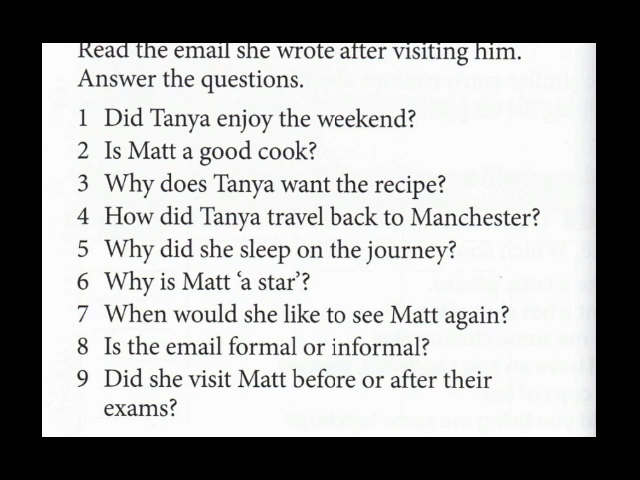 Read the email she wrote after visiting him.
Answer the questions.
1 Did Tanya enjoy the weekend?
2 Is Matt a good cook?
3 Why does Tanya want the recipe?
4 How did Tanya travel back to Manchester?
5 Why did she sleep on the journey?
6 Why is Matt ‘a star’?
7 When would she like to see Matt again?
8 Is the email formal or informal?
9 Did she visit Matt before or after their
exams?